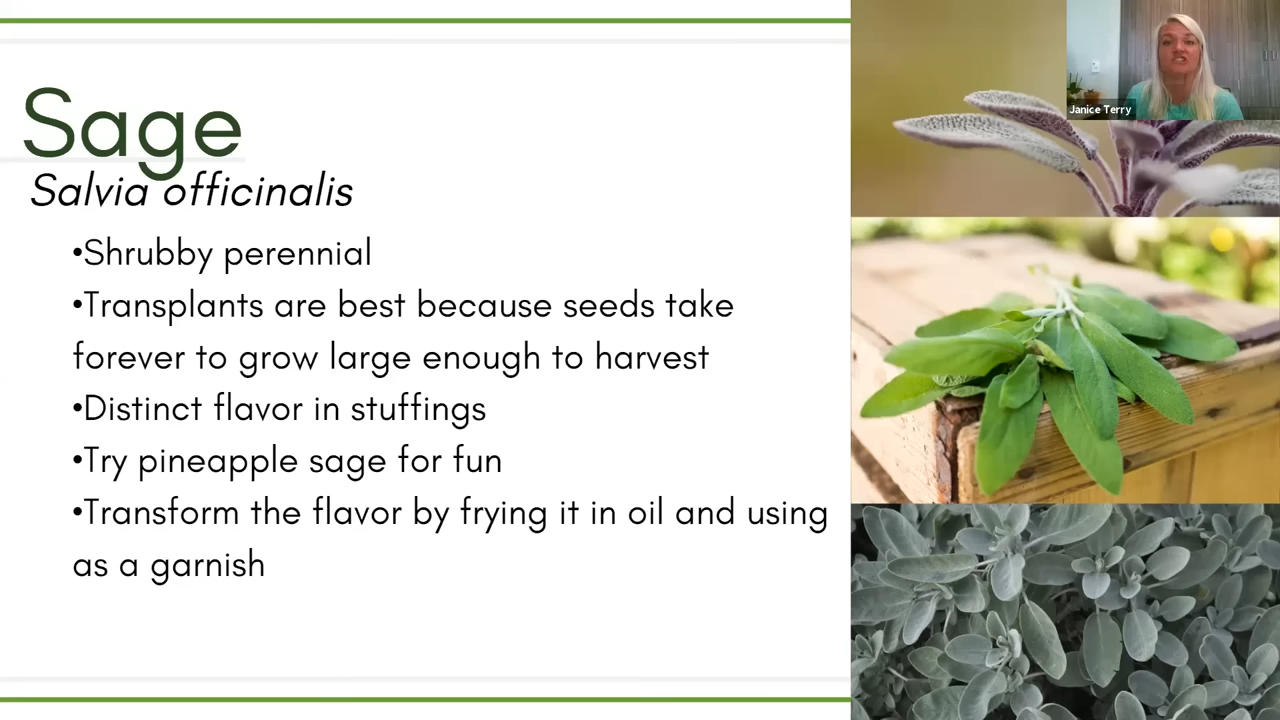 Sage
Salvia officinalis
•Shrubby perennial
•Transplants are best because seeds take
forever to grow large enough to harvest
•Distinct flavor in stuffings
•Try pineapple sage for fun
•Transform the flavor by frying it in oil and using
as a garnish
Janice Terry